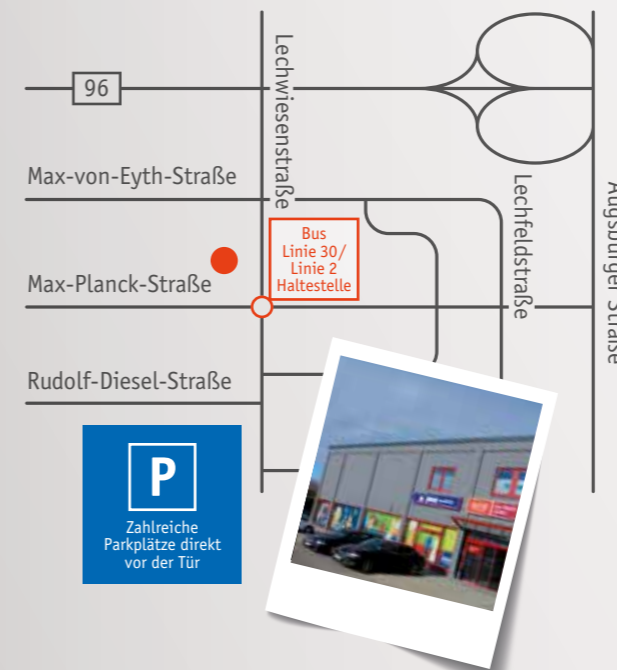 96
Lechwiesenstraße
Max-von-Eyth-Straße
Lechfeldstraße
Augsburger Straße
Bus
Linie 30/
Linie 2
Haltestelle
Max-Planck-Straße
Rudolf-Diesel-Straße
P
Zahlreiche
Parkplätze direkt
vor der Tür